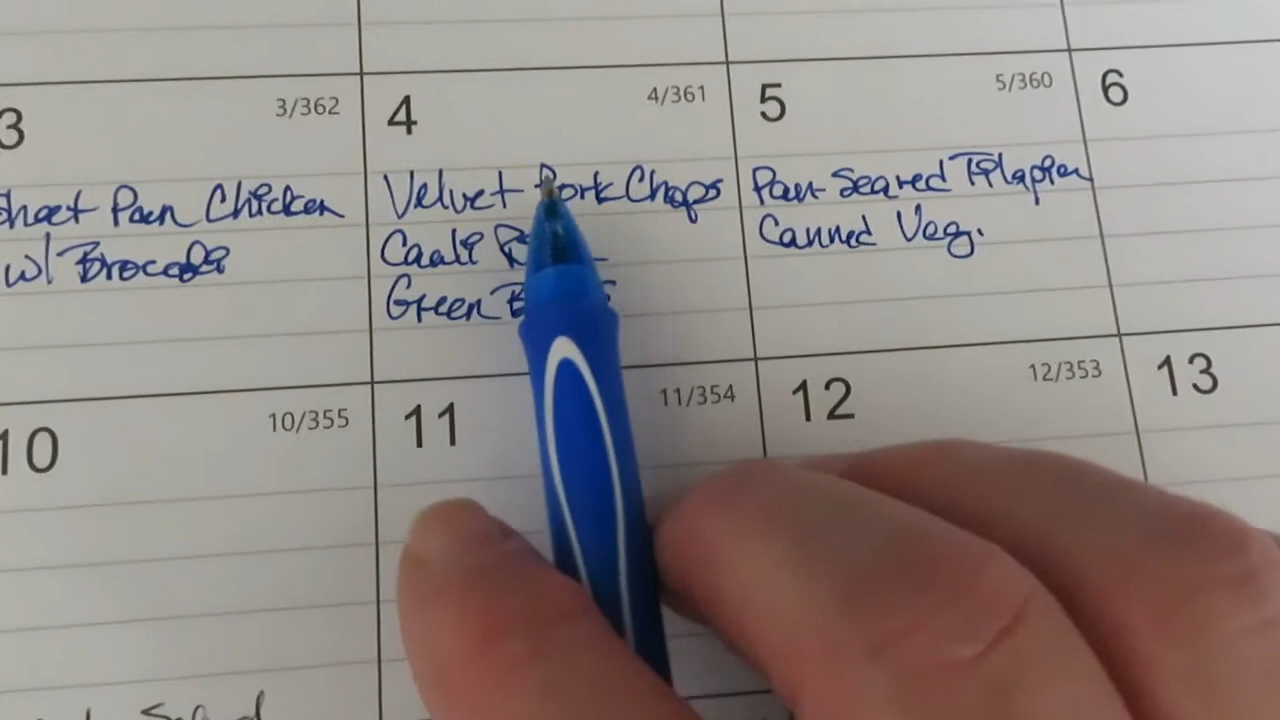 3 3/362
Sheet Pan Chicken
w/ Broccoli
4 4/361
Velvet Pork Chops
Cauli
Green
5 5/360
Pan Seared Tilapia
Canned Veg.
6
10 10/355
11 11/354
12 12/353
13